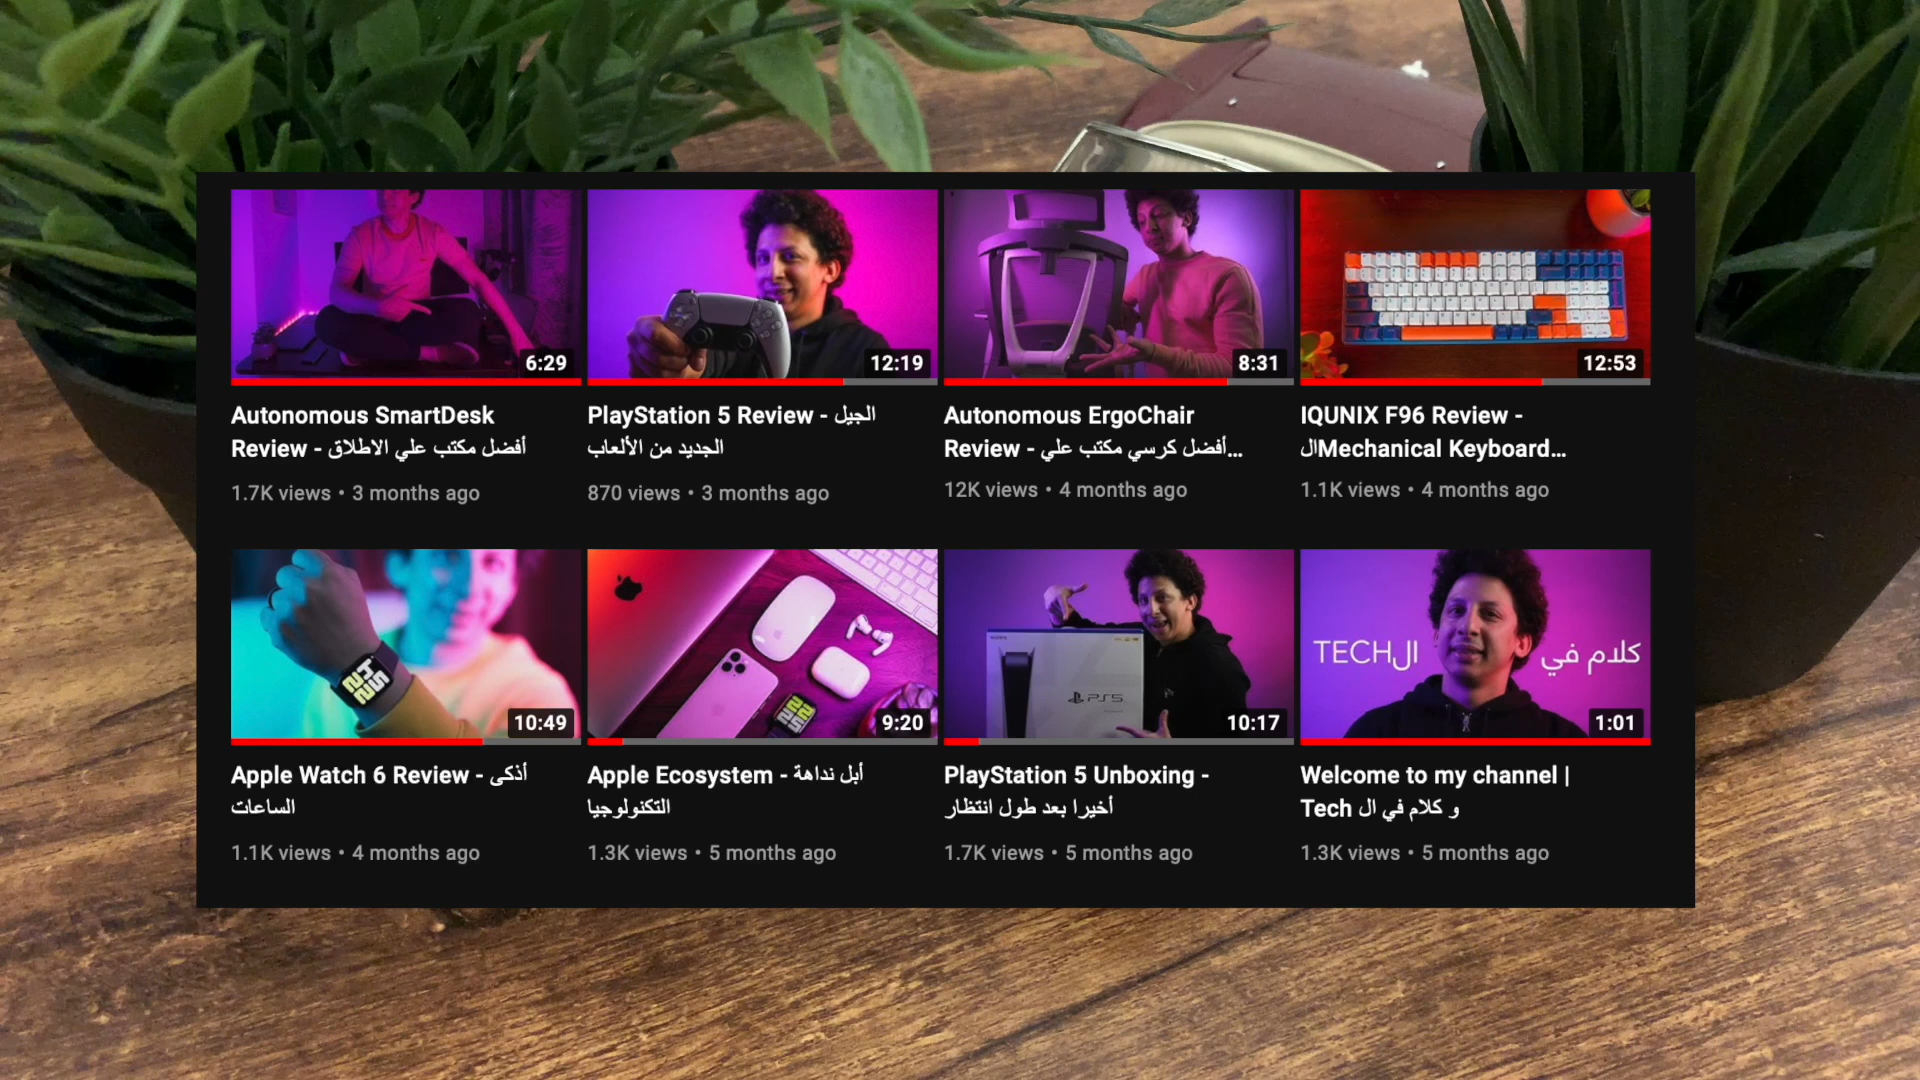 6:29
Autonomous SmartDesk
Review - أفضل مكتب علي الاطلاق
1.7K views • 3 months ago
12:19
PlayStation 5 Review - الجيل
الجديد من الألعاب
870 views • 3 months ago
8:31
Autonomous ErgoChair
Review - أفضل كرسي مكتب علي...
12K views • 4 months ago
12:53
IQUNIX F96 Review -
الMechanical Keyboard...
1.1K views • 4 months ago
10:49
Apple Watch 6 Review - أذكى
الساعات
1.1K views • 4 months ago
9:20
Apple Ecosystem - أبل نداهة
التكنولوجيا
1.3K views • 5 months ago
PS5
10:17
PlayStation 5 Unboxing -
أخيرا بعد طول انتظار
1.7K views • 5 months ago
كلام في الTECH
1:01
Welcome to my channel |
و كلام في ال Tech
1.3K views • 5 months ago